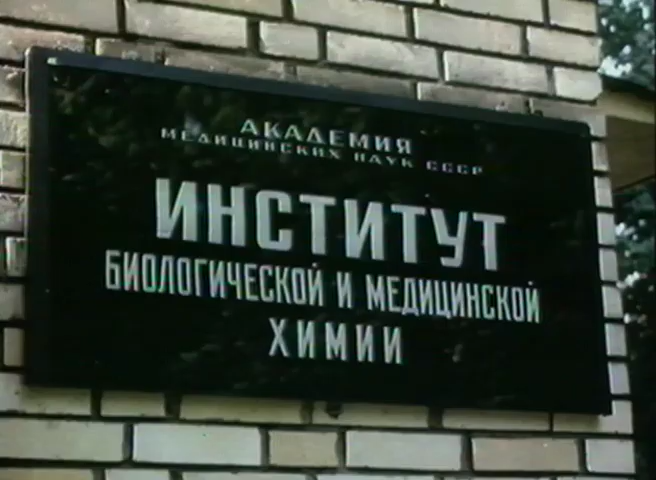 АКАДЕМИЯ
МЕДИЦИНСКИХ НАУК СССР
ИНСТИТУТ
БИОЛОГИЧЕСКОЙ И МЕДИЦИНСКОЙ
ХИМИИ